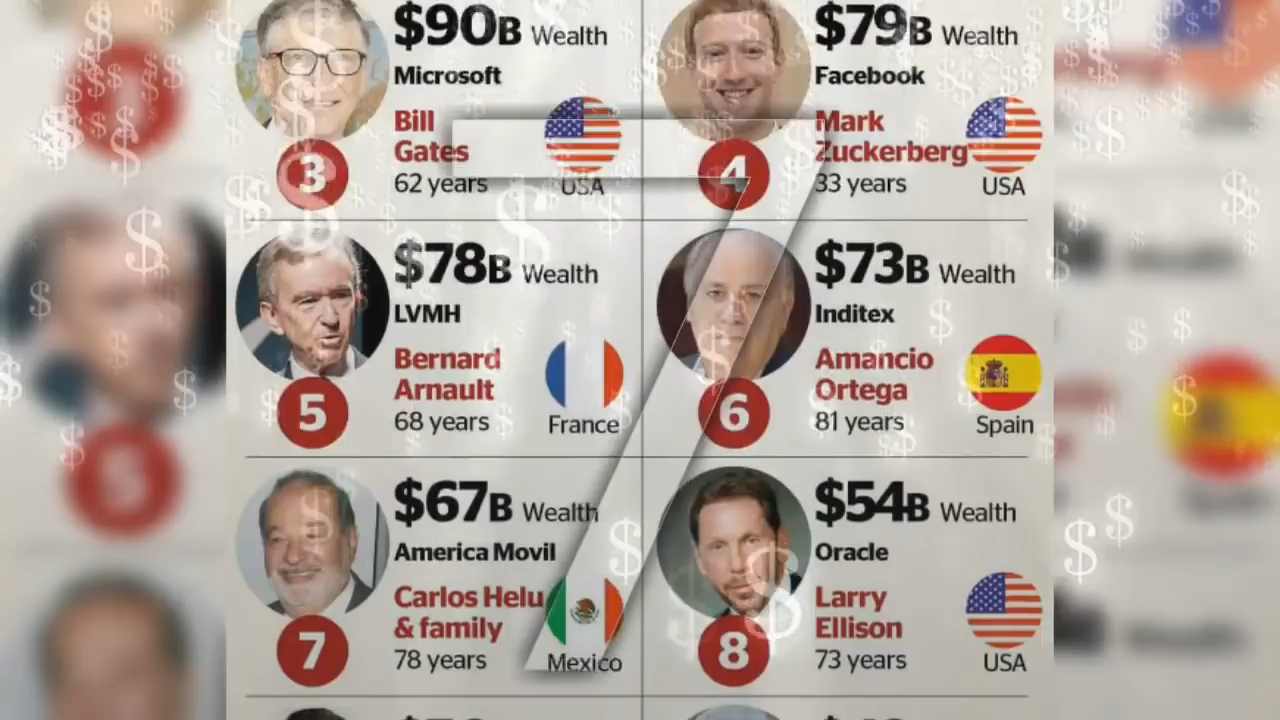 $90B Wealth
Microsoft
Bill
Gates
62 years
3
USA
$79B Wealth
Facebook
Mark
Zuckerberg
33 years
4
USA
$78B Wealth
LVMH
Bernard
Arnault
68 years
5
France
$73B Wealth
Inditex
Amancio
Ortega
81 years
6
Spain
$67B Wealth
America Movil
Carlos Helu
& family
78 years
7
Mexico
$54B Wealth
Oracle
Larry
Ellison
73 years
8
USA
7